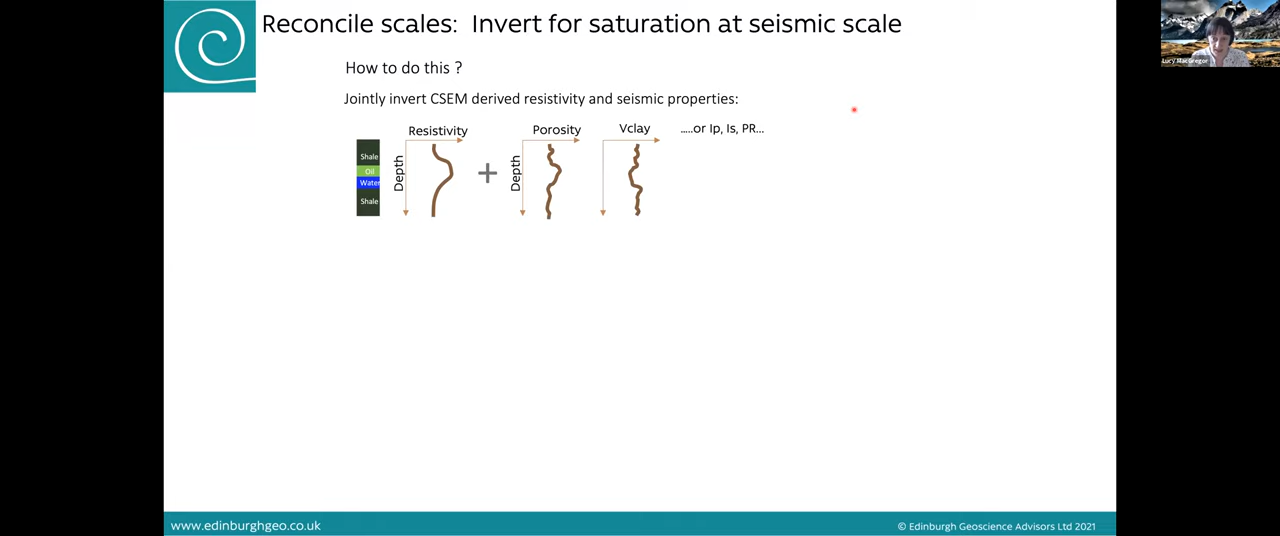 Reconcile scales: Invert for saturation at seismic scale
Lucy MacGregor
How to do this ?
Jointly invert CSEM derived resistivity and seismic properties:
Resistivity
Porosity
Vclay
.....or Ip, Is, PR...
Shale
Oil
Water
Shale
Depth
Depth
www.edinburghgeo.co.uk
© Edinburgh Geoscience Advisors Ltd 2021